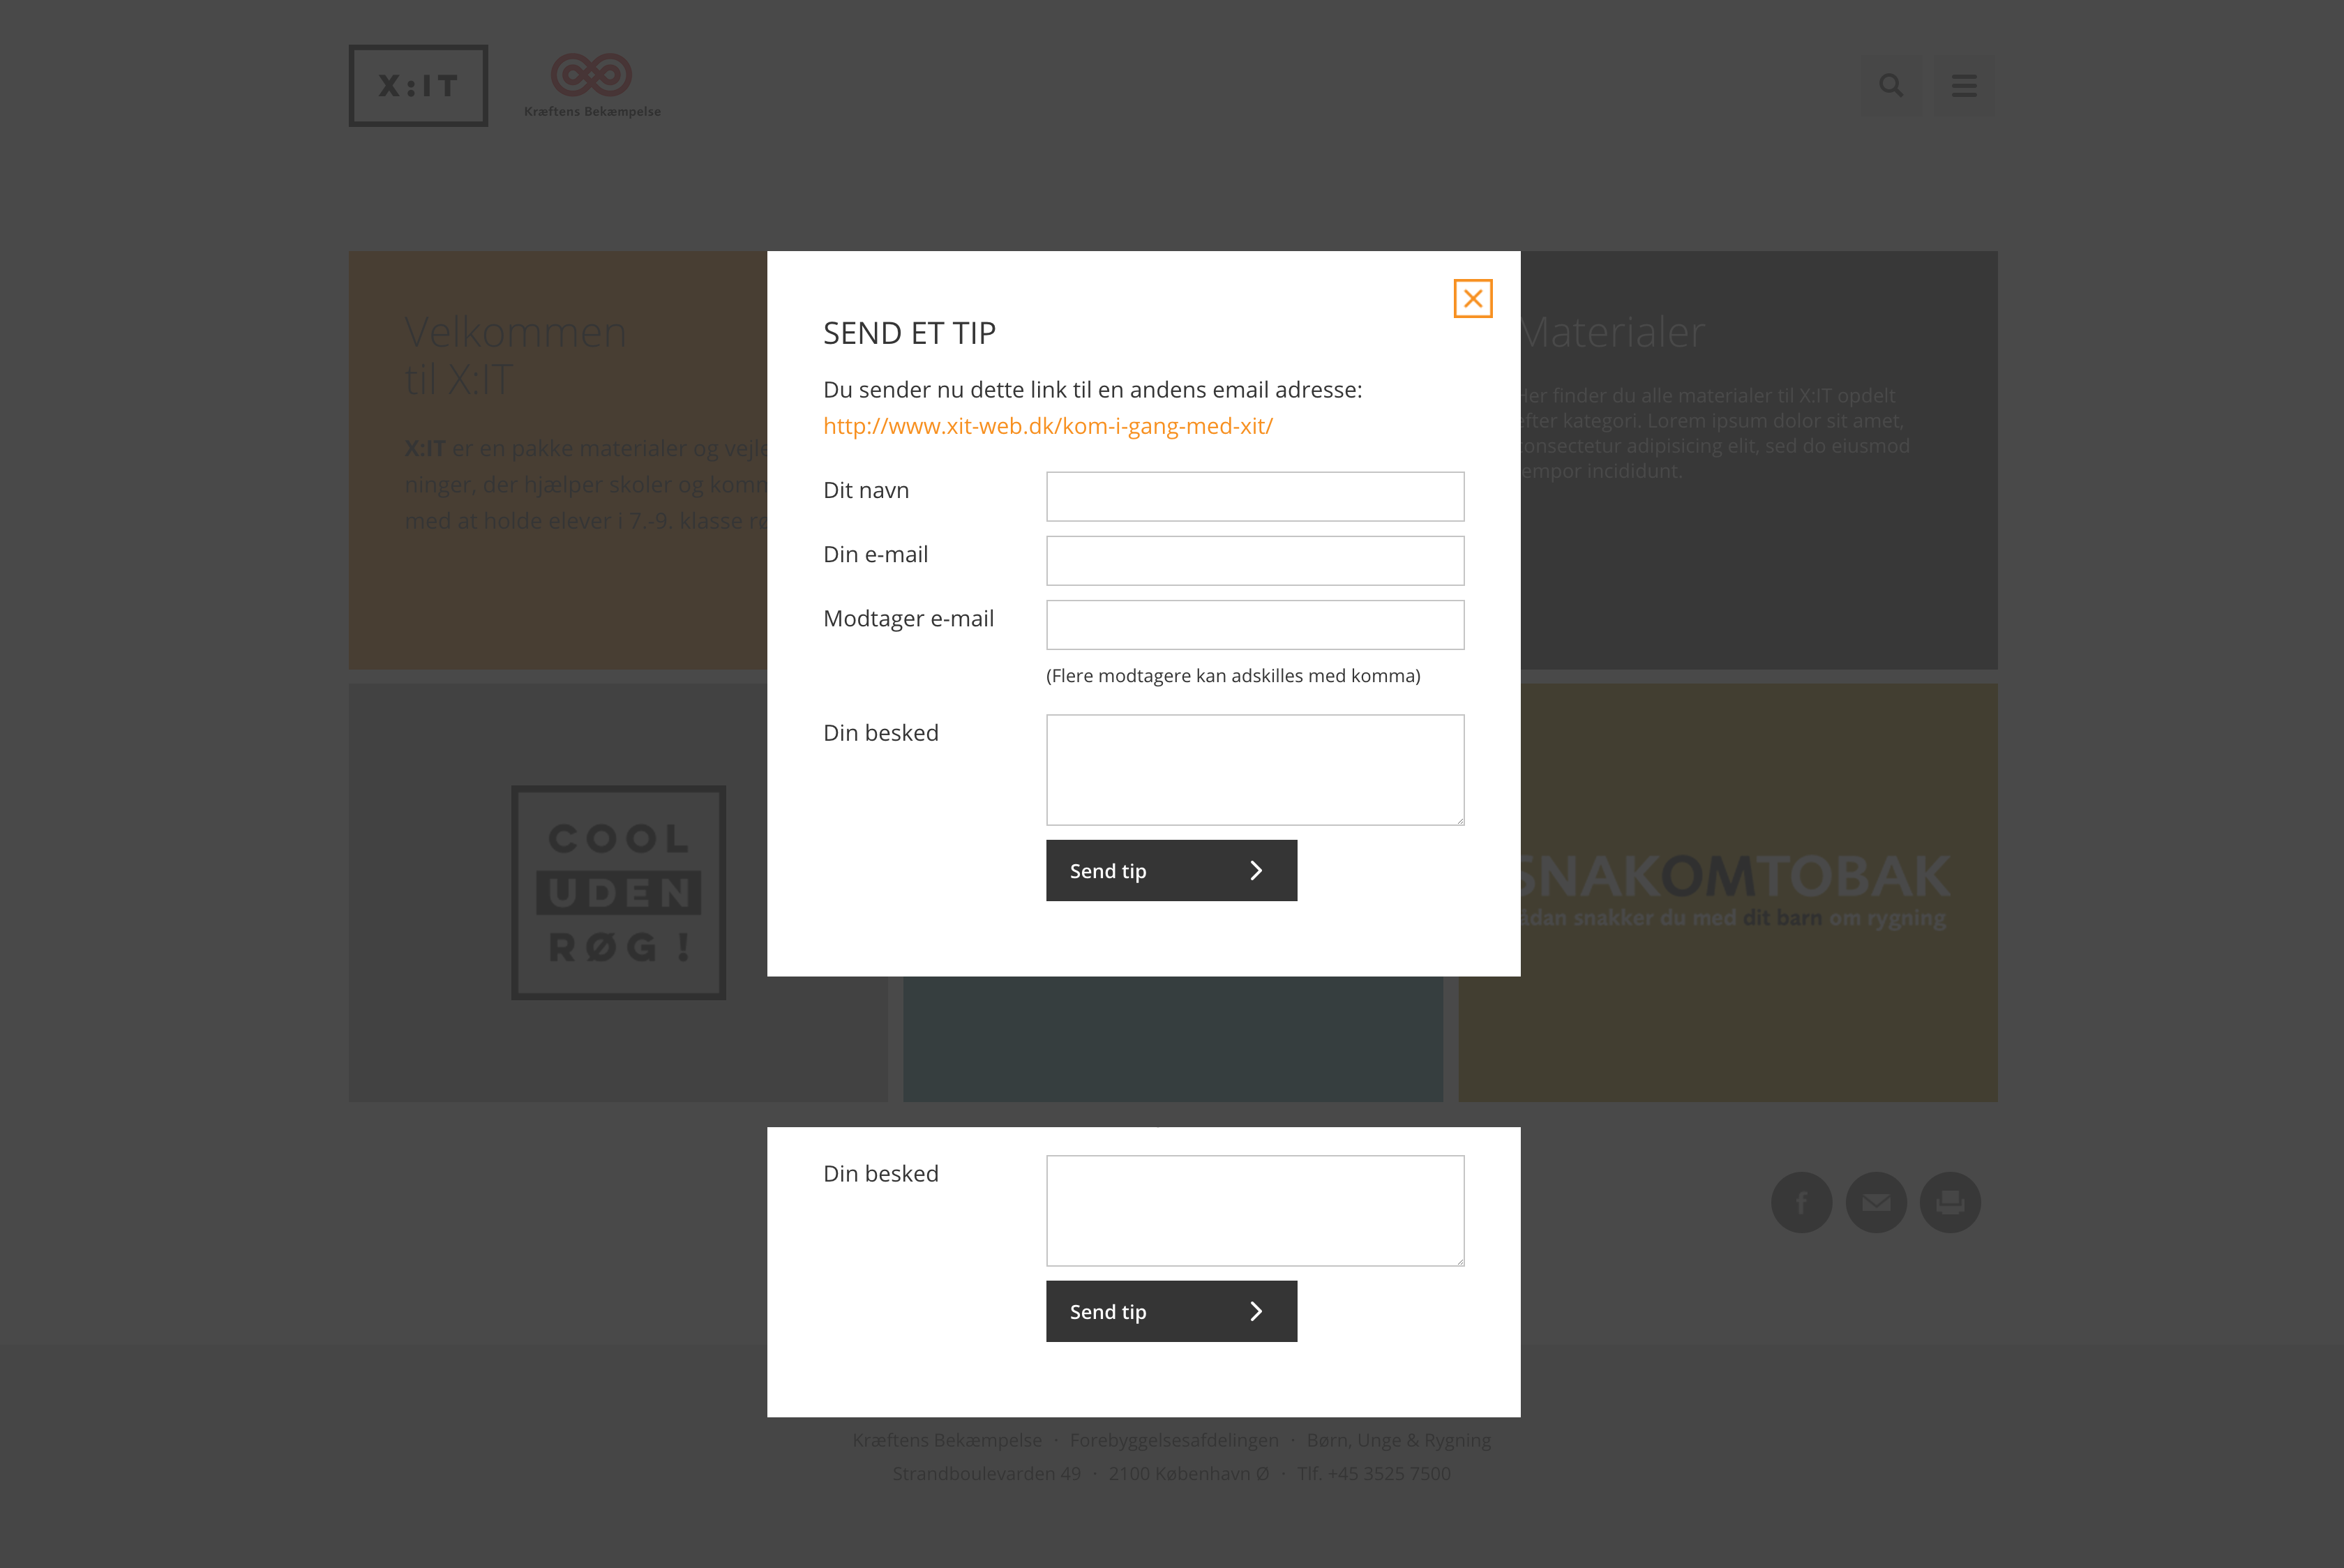 X:IT
Kræftens Bekæmpelse
Velkommen
til X:IT
X:IT er en pakke materialer og
ninger, der hjælper skoler og
med at holde elever i 7.-9. klasse
SEND ET TIP
Du sender nu dette link til en andens email adresse:
http://www.xit-web.dk/kom-i-gang-med-xit/
Dit navn
Din e-mail
Modtager e-mail
(Flere modtagere kan adskilles med komma)
Din besked
Send tip
Materialer
Her finder du alle materialer til X:IT opdelt
efter kategori. Lorem ipsum dolor sit amet,
consectetur adipisicing elit, sed do eiusmod
tempor incididunt.
COOL
UDEN
RØG !
SNAKOMTOBAK
snakker du med dit barn om rygning
Din besked
Send tip
Kræftens Bekæmpelse · Forebyggelsesafdelingen · Børn, Unge & Rygning
Strandboulevarden 49 · 2100 København Ø · Tlf. +45 3525 7500